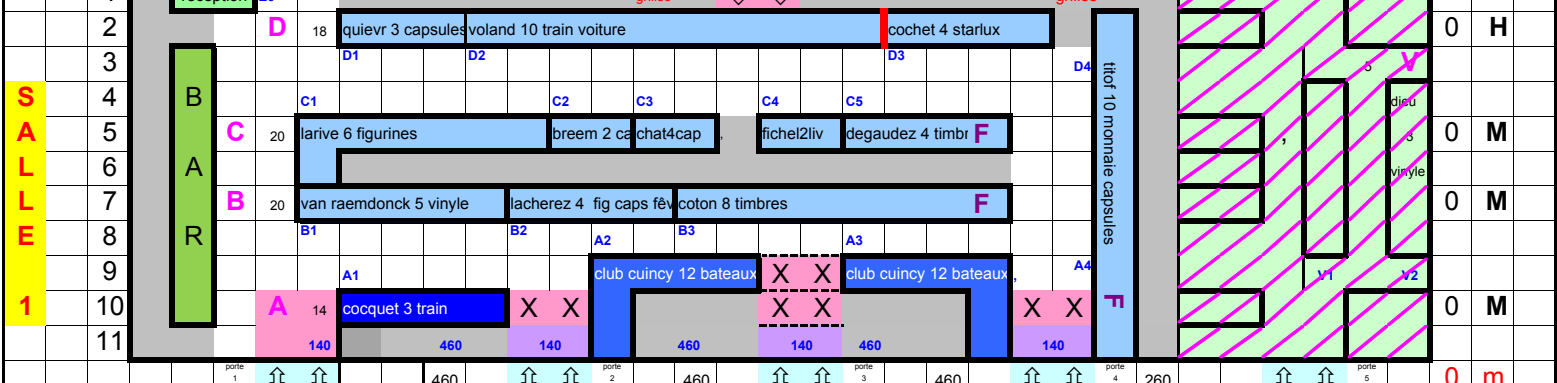 réception
grilles
grilles
2 D 18 quievr 3 capsules voland 10 train voiture cochet 4 starlux 0 H
3 D1 D2 D3 D4 5 V
S 4 B C1 C2 C3 C4 C5 dieu
A 5 C 20 larive 6 figurines breem 2 ca chat4cap fichel2liv degaudez 4 timbr F , 3 0 M
L 6 A vinyle
L 7 B 20 van raemdonck 5 vinyle lacherez 4 fig caps fêv coton 8 timbres F 0 M
E 8 R B1 B2 A2 B3 A3
9 A1 club cuincy 12 bateaux X X club cuincy 12 bateaux, A4 V1 V2
1 10 A 14 cocquet 3 train X X X X X X F 0 M
11 140 460 140 460 140 460 140
titof 10 monnaie capsules
porte 1 porte 2 porte 3 porte 4 porte 5
460 460 460 260 0 m